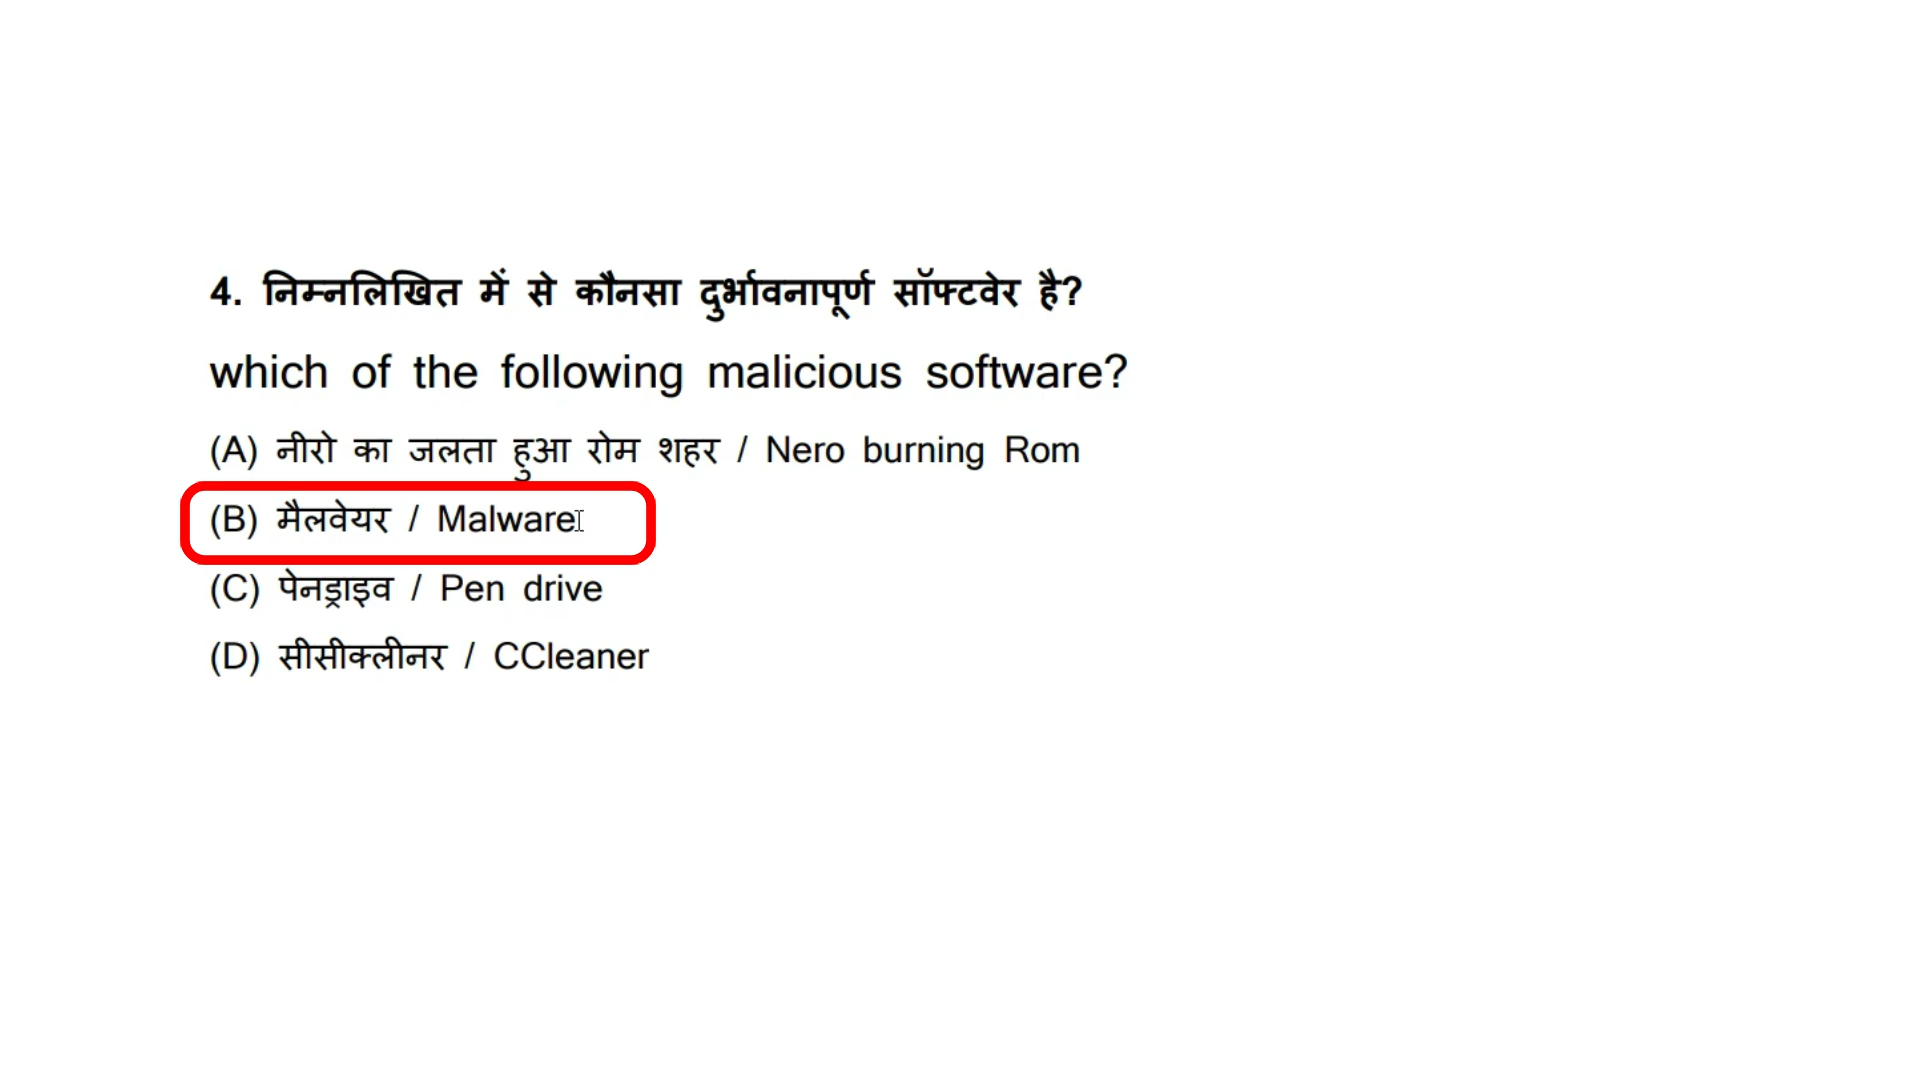 4. निम्नलिखित में से कौनसा दुर्भावनापूर्ण सॉफ्टवेर है?
which of the following malicious software?
(A) नीरो का जलता हुआ रोम शहर / Nero burning Rom
(B) मैलवेयर / Malware
(C) पेनड्राइव / Pen drive
(D) सीसीक्लीनर / CCleaner